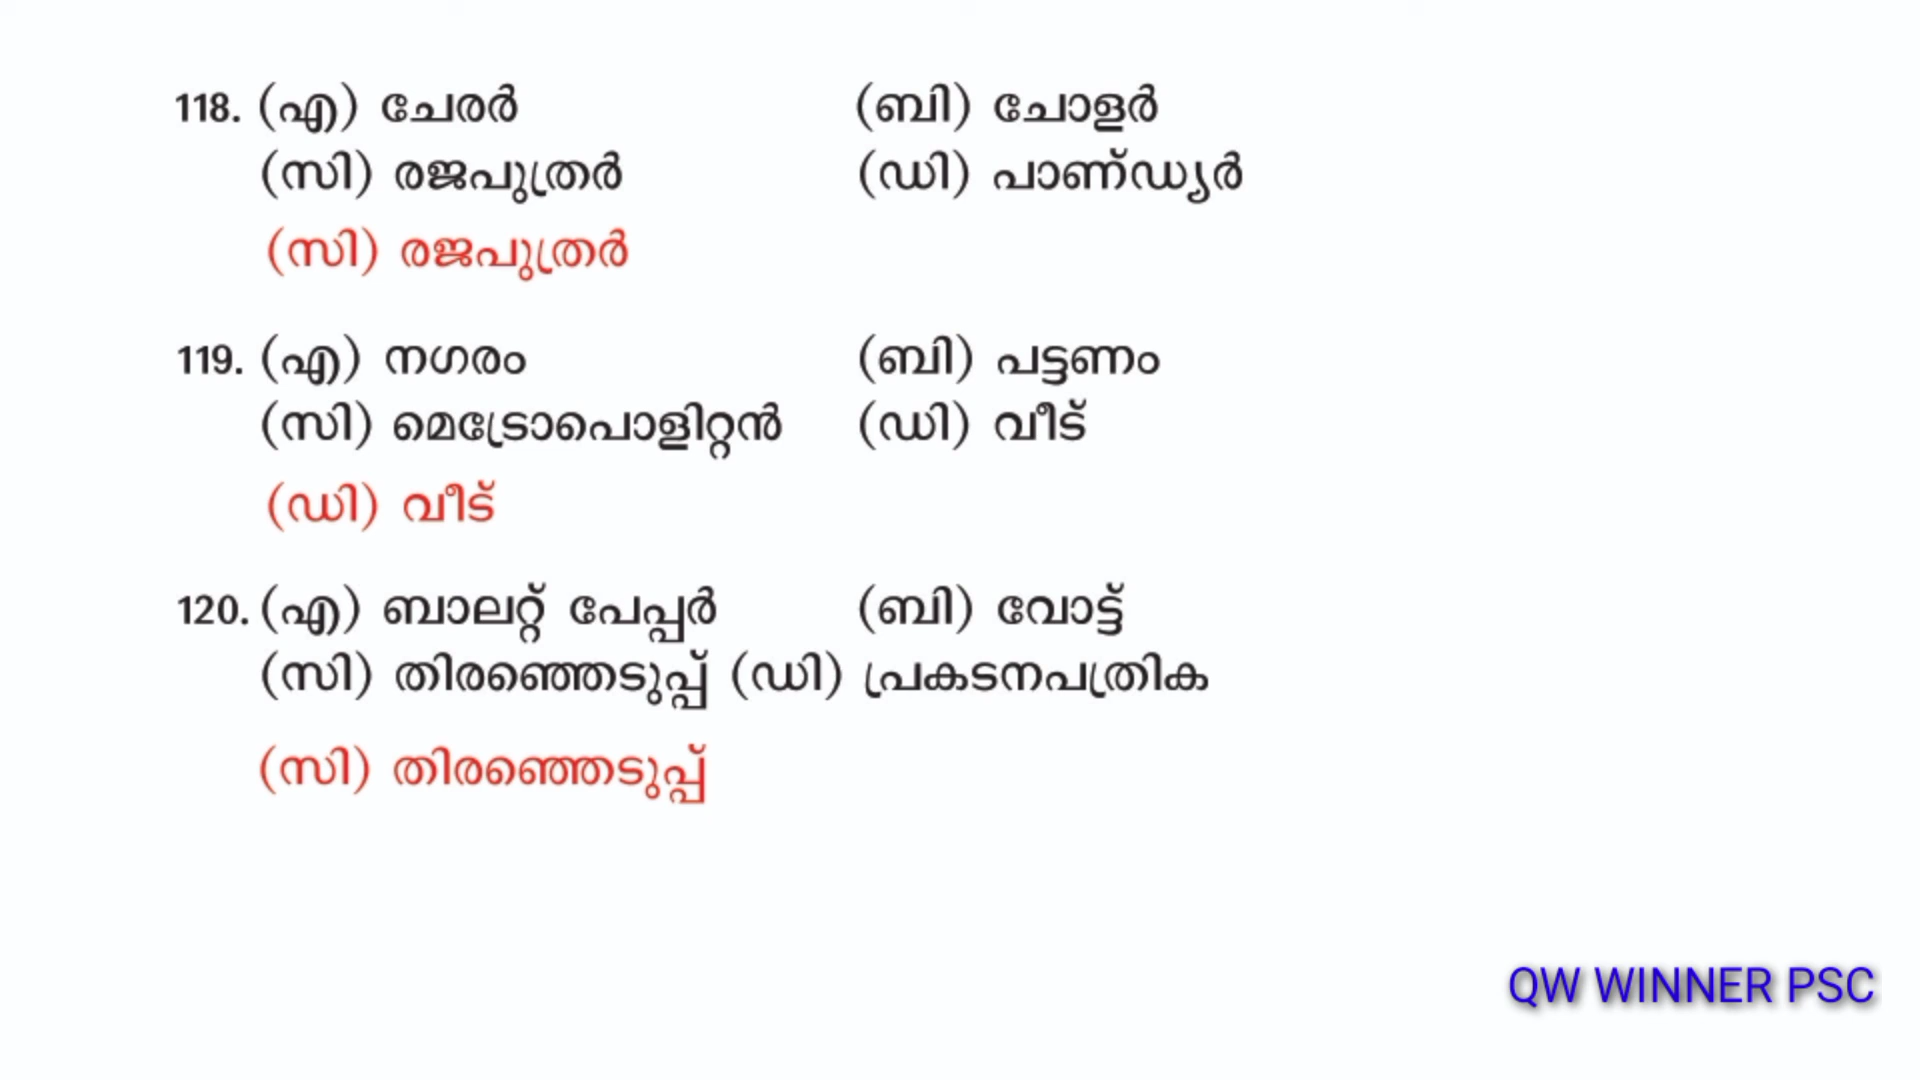 118. (എ) ചേരർ (ബി) ചോളർ
(സി) രജപുത്രർ (ഡി) പാണ്ഡ്യർ
(സി) രജപുത്രർ
119. (എ) നഗരം (ബി) പട്ടണം
(സി) മെട്രോപൊളിറ്റൻ (ഡി) വീട്
(ഡി) വീട്
120. (എ) ബാലറ്റ് പേപ്പർ (ബി) വോട്ട്
(സി) തിരഞ്ഞെടുപ്പ് (ഡി) പ്രകടനപത്രിക
(സി) തിരഞ്ഞെടുപ്പ്
QW WINNER PSC